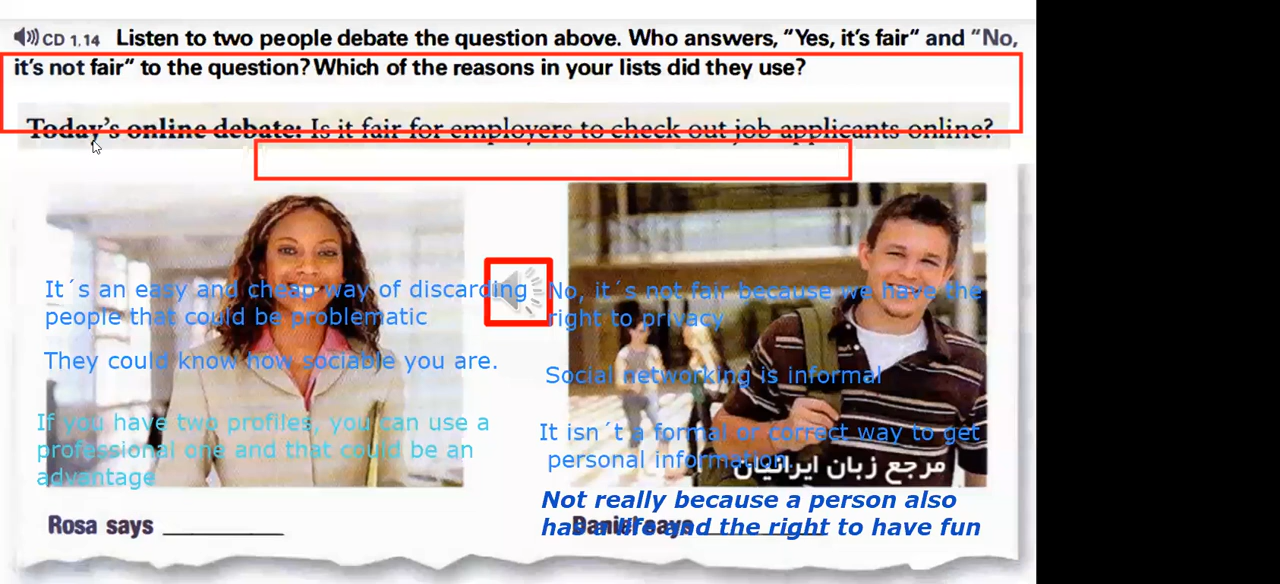 CD 1.14 Listen to two people debate the question above. Who answers, “Yes, it’s fair” and “No,
it’s not fair” to the question? Which of the reasons in your lists did they use?
Today’s online debate: Is it fair for employers to check out job applicants online?
It´s an easy and cheap way of discarding
people that could be problematic
They could know how sociable you are.
If you have two profiles, you can use a
professional one and that could be an
advantage
Rosa says __________
No, it´s not fair because we have the
right to privacy
Social networking is informal
It isn´t a formal or correct way to get
personal information.
مرجع زبان ایرانیان
Not really because a person also
has a life and the right to have fun
Daniel says __________